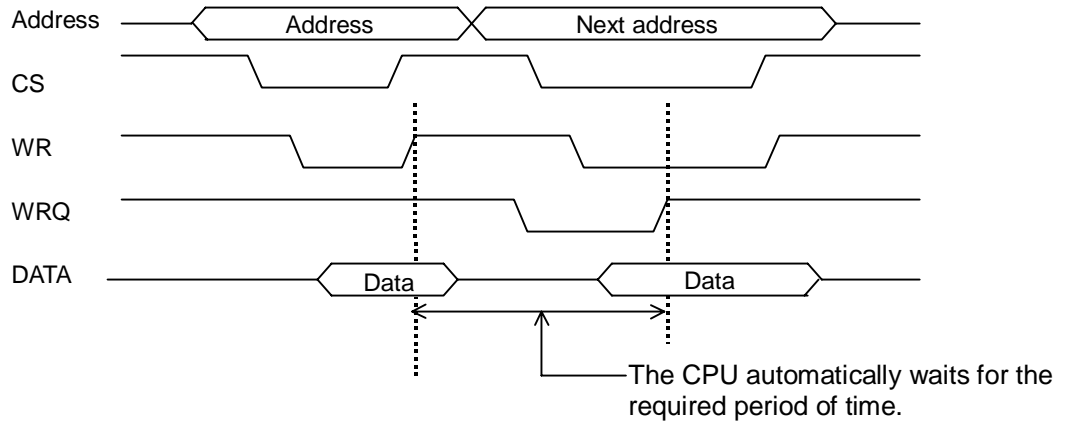 Address
Address
Next address
CS
WR
WRQ
DATA
Data
Data
The CPU automatically waits for the
required period of time.